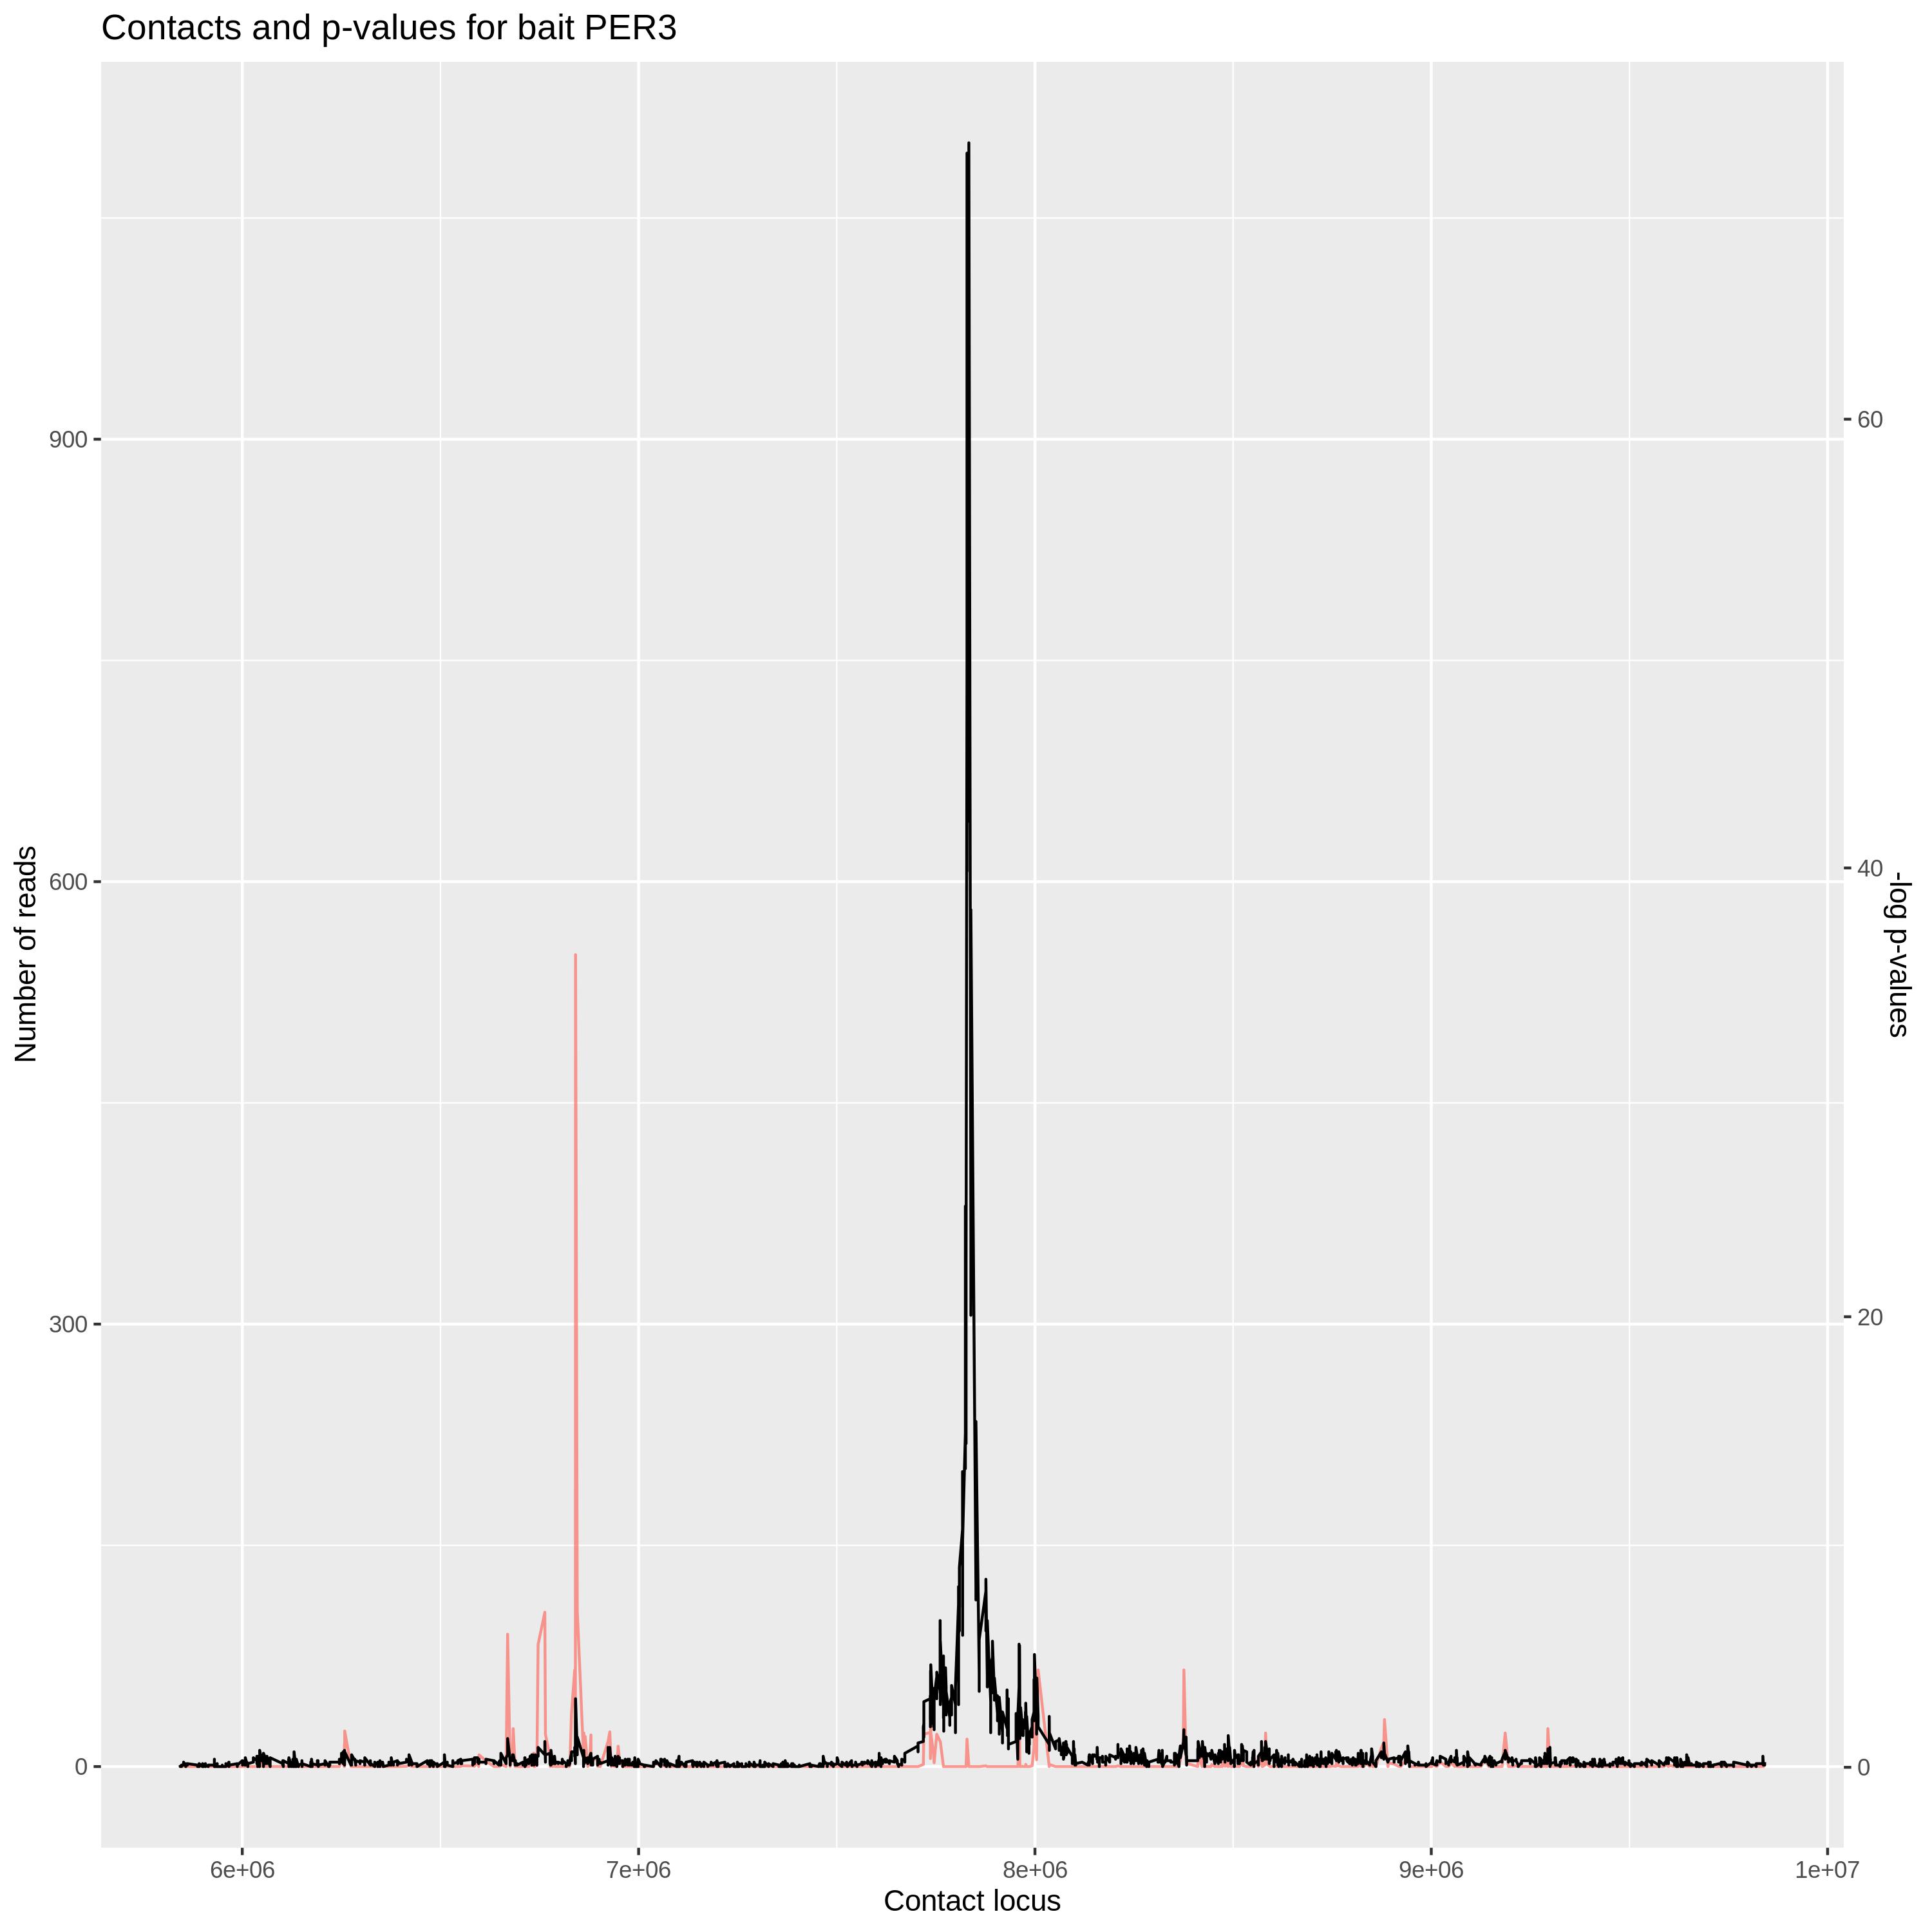 Contacts and p-values for bait PER3
900
600
300
0
60
40
20
0
Number of reads
-log p-values
6e+06
7e+06
8e+06
9e+06
1e+07
Contact locus